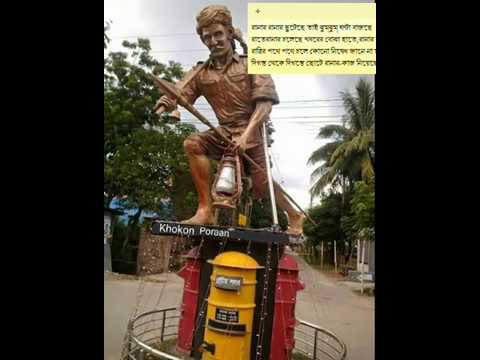 রানার রানার ছুটেছে তাই ঝুমঝুম ঘণ্টা বাজছে
রাতেরানার চলেছে খবরের বোঝা হাতে,রানার
রাত্রির পথে পথে চলে কোনো নিষেধ জানে না
দিগন্ত থেকে দিগন্তে ছোটে রানার-কাজ নিয়েছে
Khokon Poraan